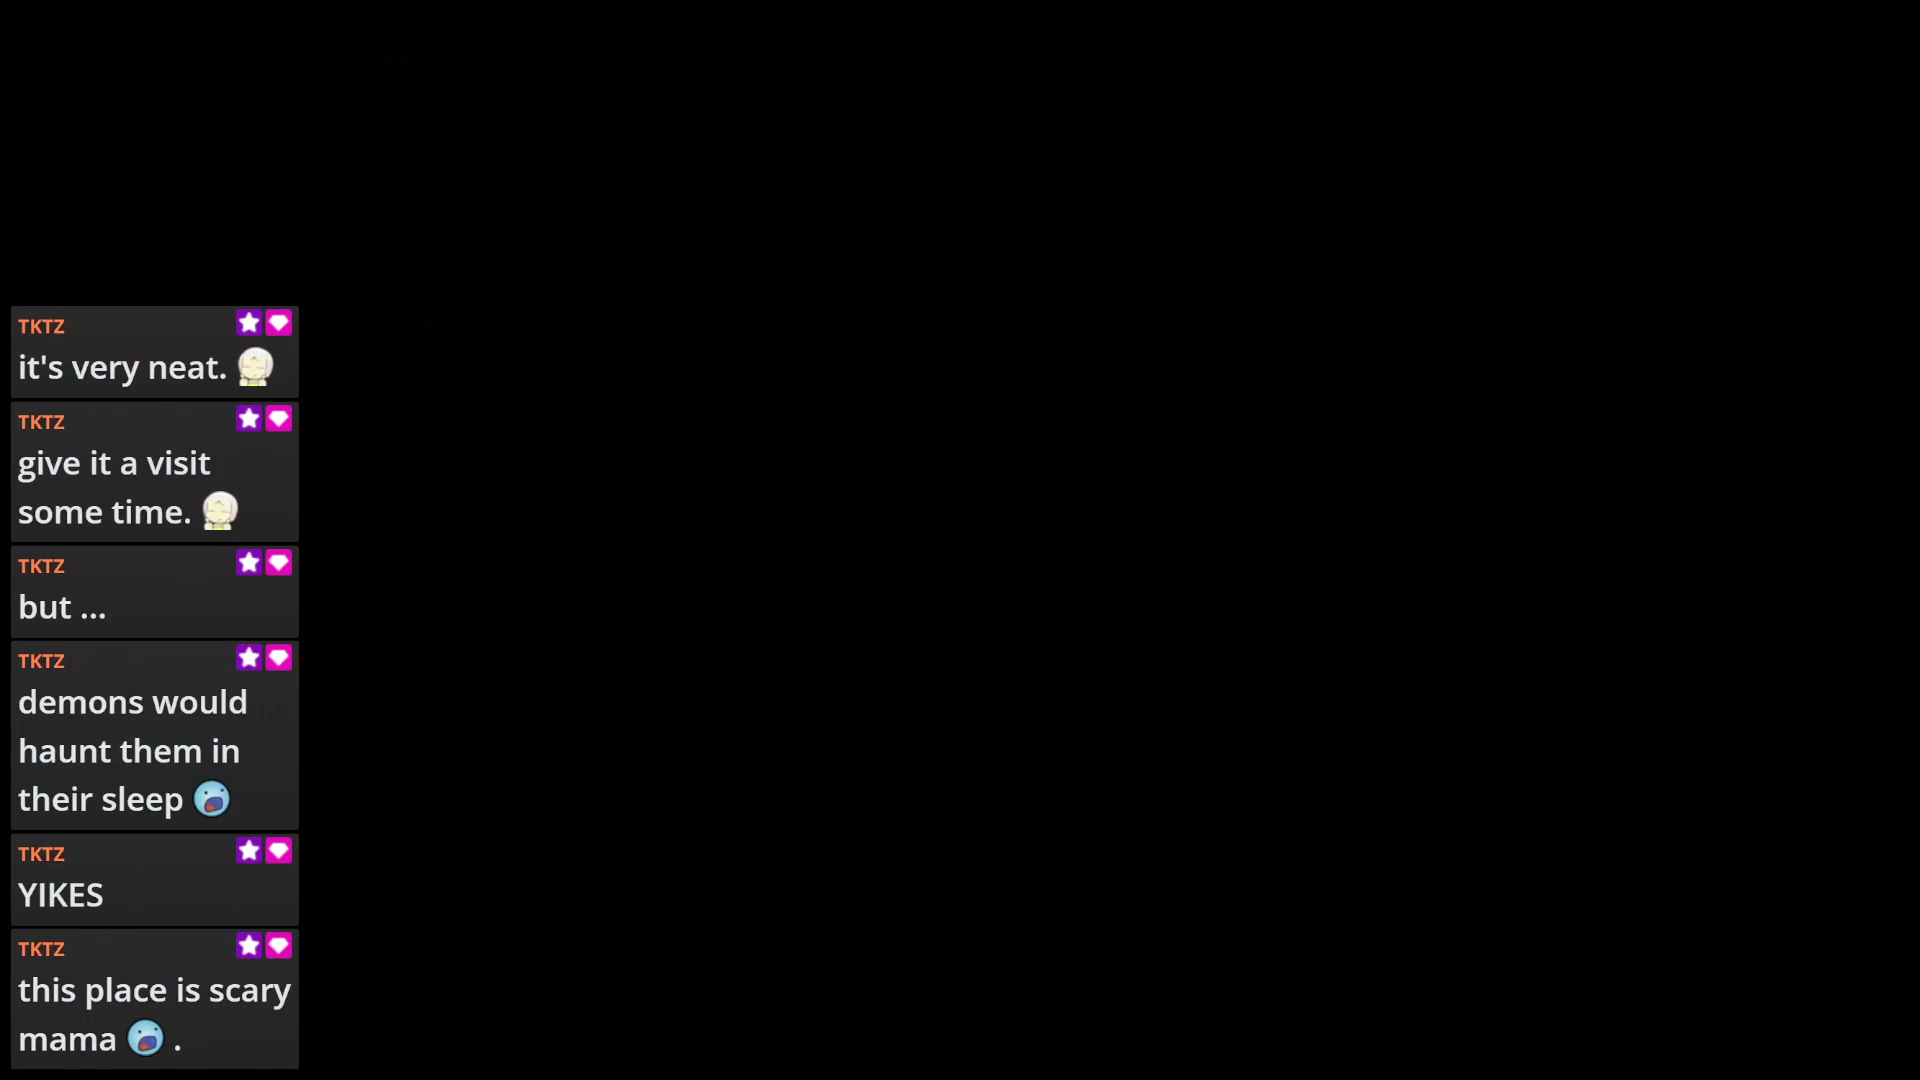 TKTZ
it's very neat.
TKTZ
give it a visit
some time.
TKTZ
but ...
TKTZ
demons would
haunt them in
their sleep
TKTZ
YIKES
TKTZ
this place is scary
mama .